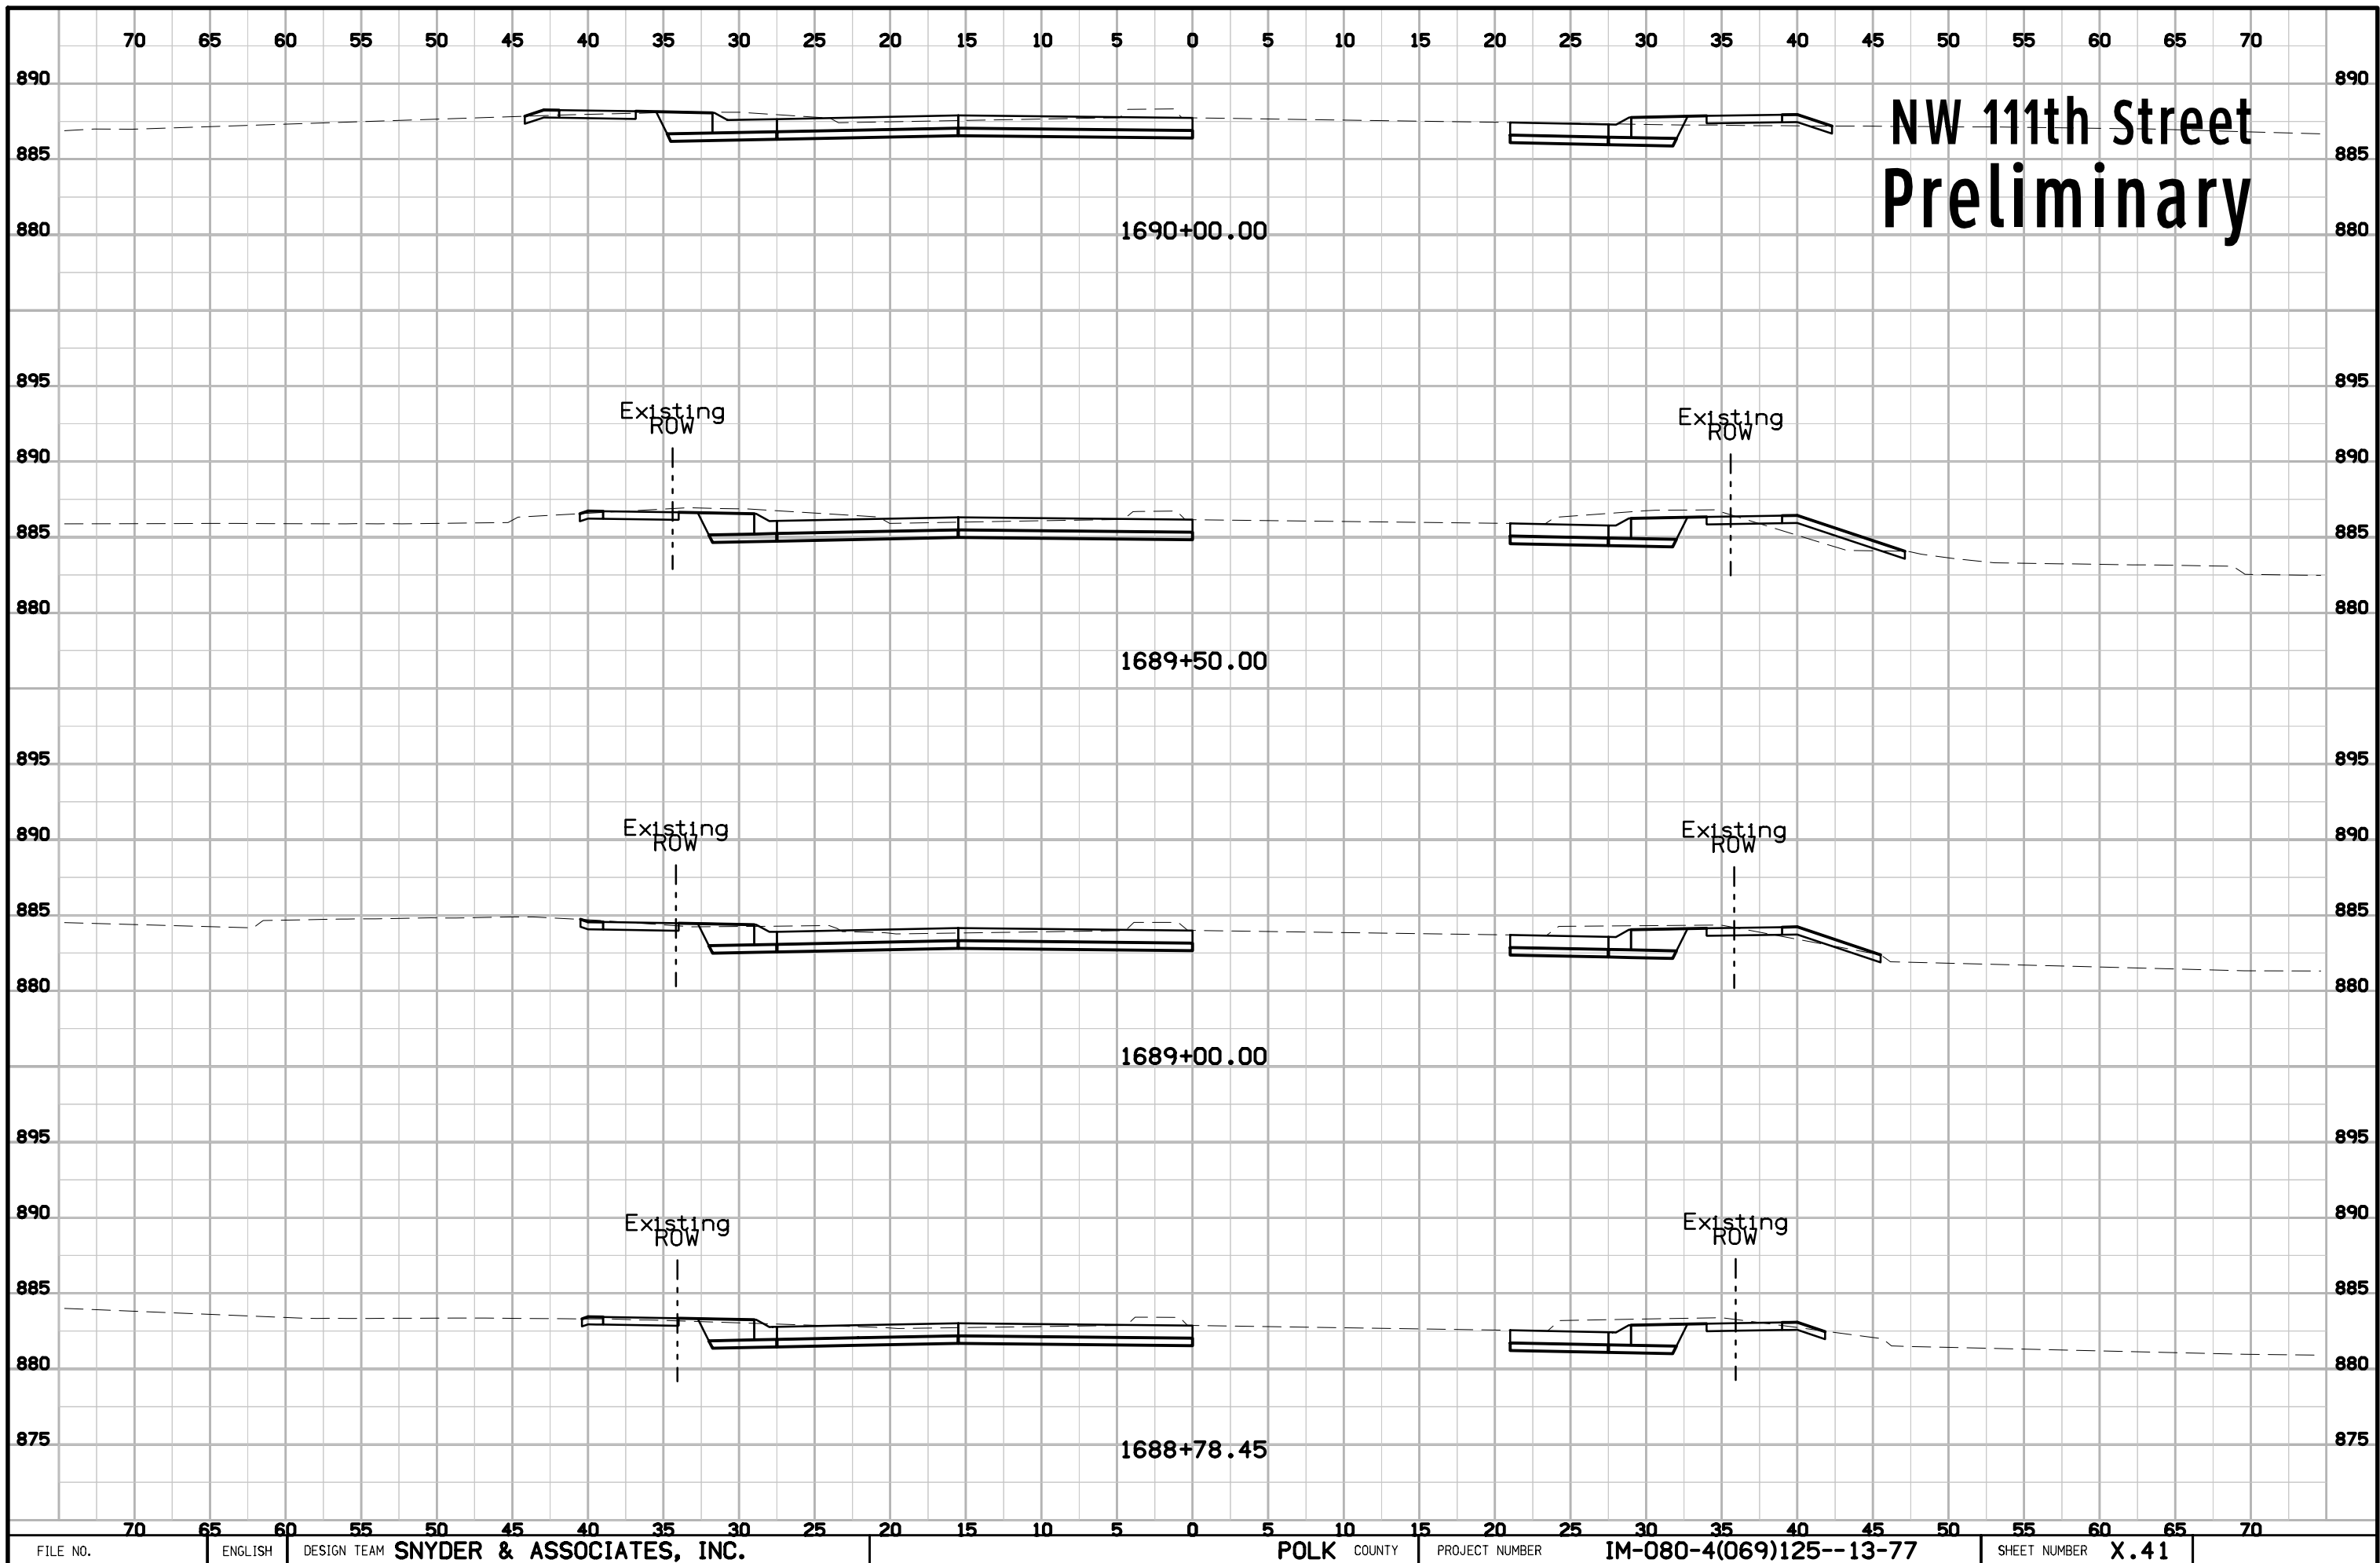 70 65 60 55 50 45 40 35 30 25 20 15 10 5 0 5 10 15 20 25 30 35 40 45 50 55 60 65 70
890 890
NW 111th Street
885 885
Preliminary
880 1690+00.00 880
895 895
Existing
ROW
Existing
ROW
890 890
885 885
880 880
1689+50.00
895 895
Existing
ROW
Existing
ROW
890 890
885 885
880 880
1689+00.00
895 895
890 890
Existing
ROW
Existing
ROW
885 885
880 880
875 1688+78.45 875
70 65 60 55 50 45 40 35 30 25 20 15 10 5 0 5 10 15 20 25 30 35 40 45 50 55 60 65 70
FILE NO. ENGLISH DESIGN TEAM SNYDER & ASSOCIATES, INC. POLK COUNTY PROJECT NUMBER IM-080-4(069)125--13-77 SHEET NUMBER X.41